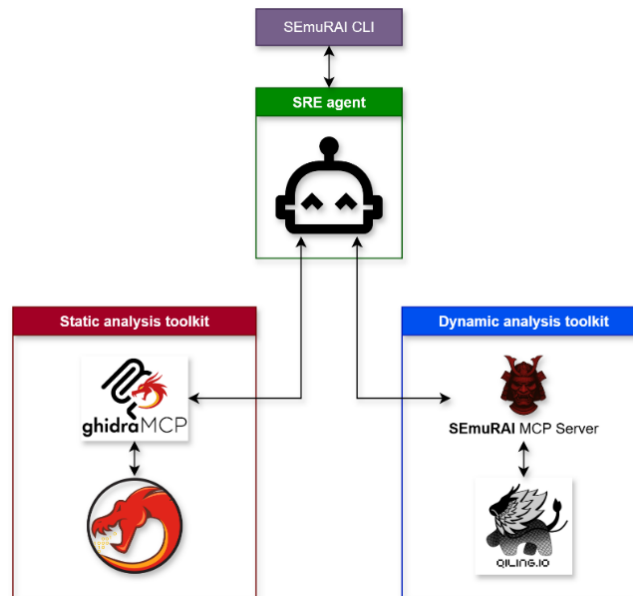 SEmuRAI CLI
SRE agent
Static analysis toolkit
Dynamic analysis toolkit
ghidraMCP
SEmuRAI MCP Server
QILING.IO